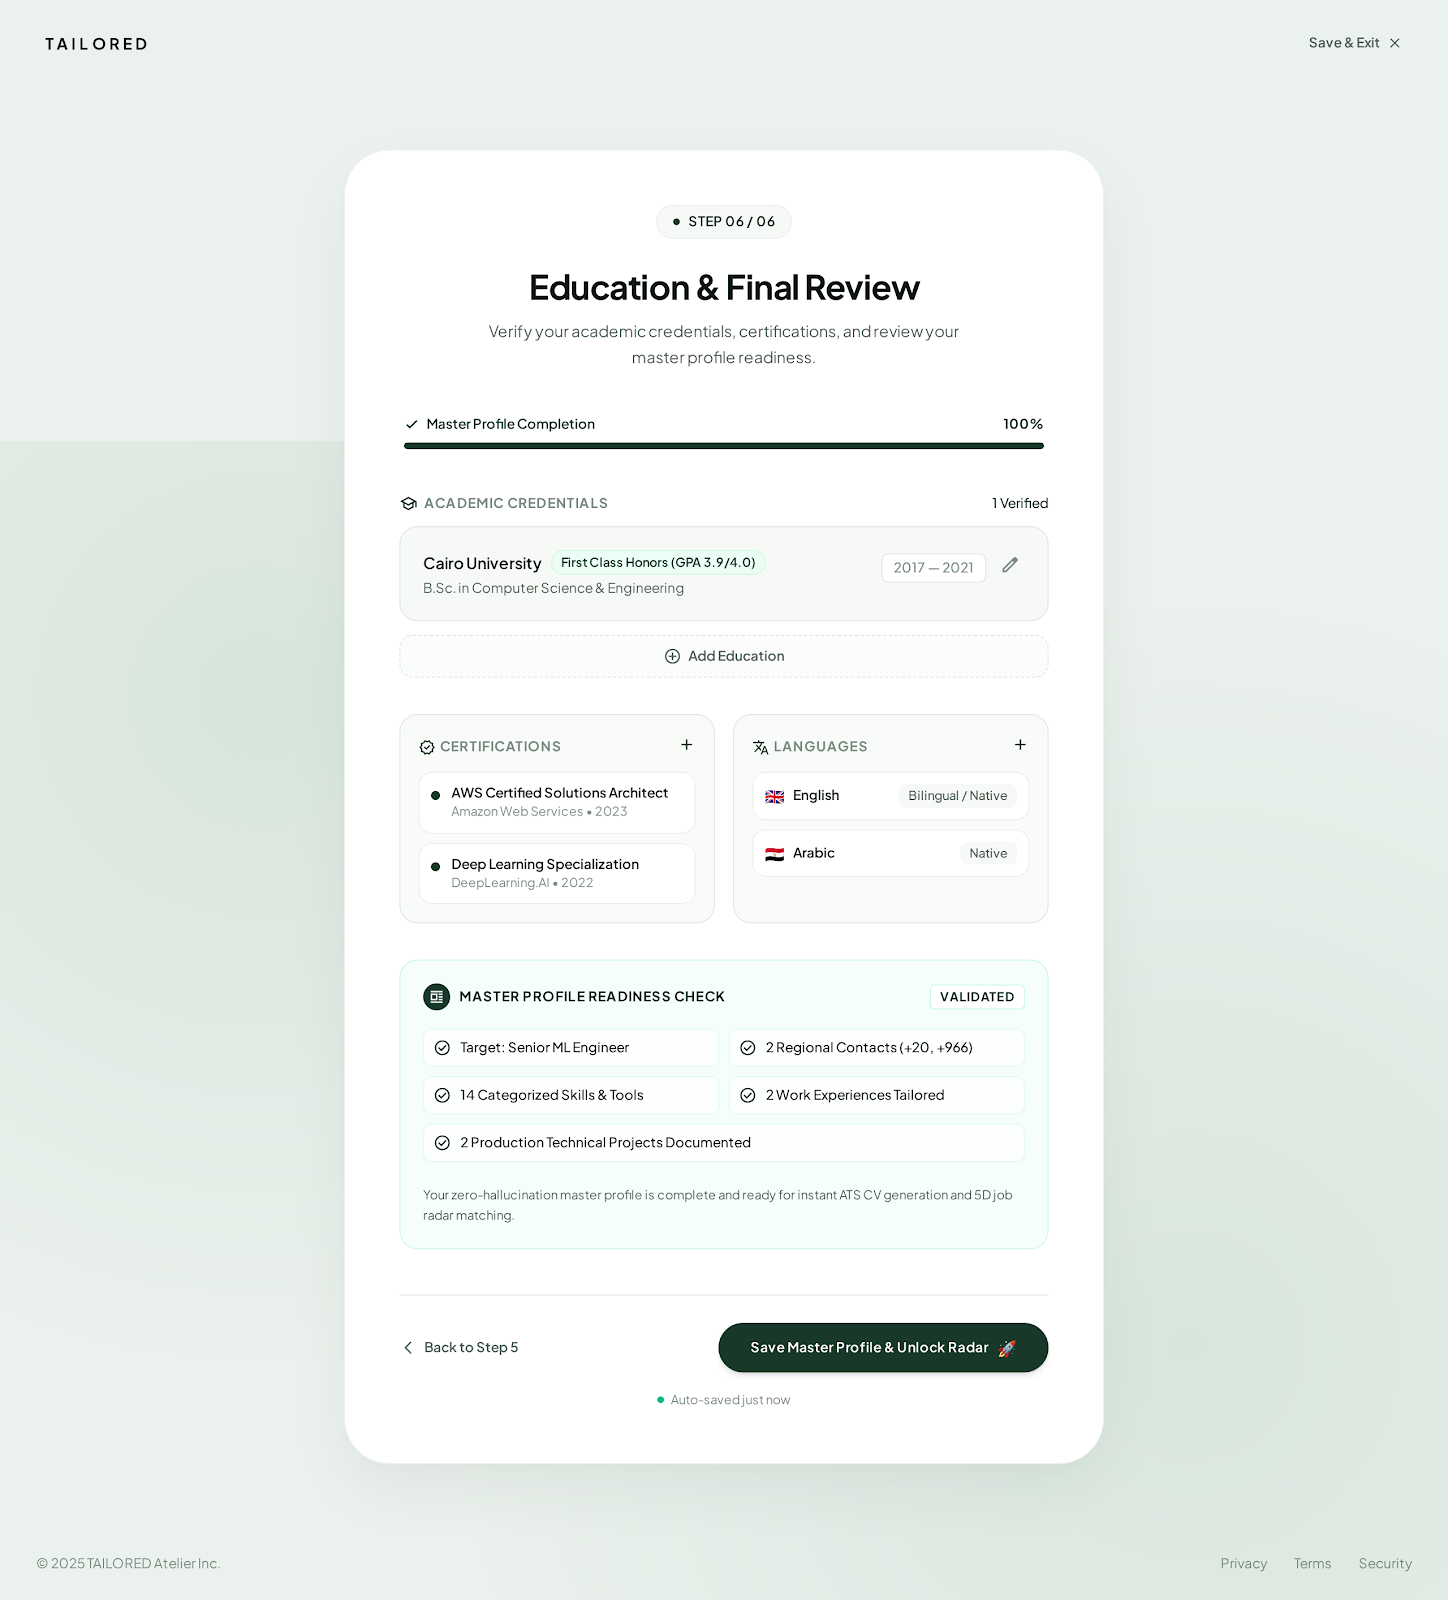 TAILORED
Save & Exit
STEP 06 / 06
Education & Final Review
Verify your academic credentials, certifications, and review your
master profile readiness.
Master Profile Completion
100%
ACADEMIC CREDENTIALS
1 Verified
Cairo University
First Class Honors (GPA 3.9/4.0)
2017 — 2021
B.Sc. in Computer Science & Engineering
Add Education
CERTIFICATIONS
AWS Certified Solutions Architect
Amazon Web Services • 2023
Deep Learning Specialization
DeepLearning.AI • 2022
LANGUAGES
English
Bilingual / Native
Arabic
Native
MASTER PROFILE READINESS CHECK
VALIDATED
Target: Senior ML Engineer
2 Regional Contacts (+20, +966)
14 Categorized Skills & Tools
2 Work Experiences Tailored
2 Production Technical Projects Documented
Your zero-hallucination master profile is complete and ready for instant ATS CV generation and 5D job
radar matching.
Back to Step 5
Save Master Profile & Unlock Radar 🚀
Auto-saved just now
© 2025 TAILORED Atelier Inc.
Privacy
Terms
Security